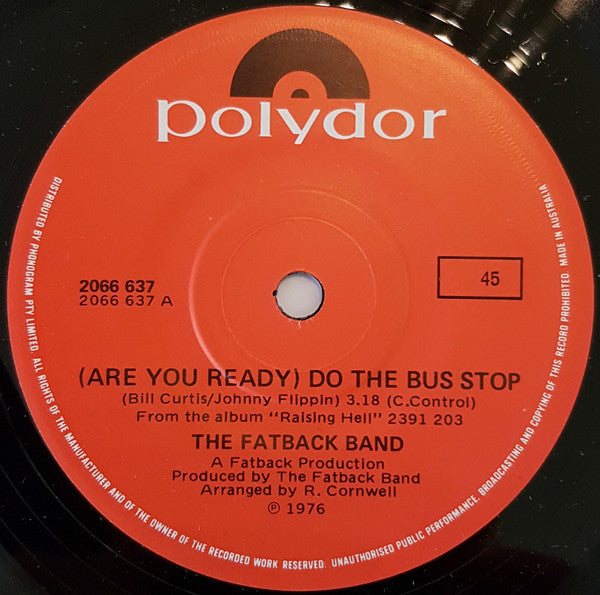 polydor
2066 637
2066 637 A
45
(ARE YOU READY) DO THE BUS STOP
(Bill Curtis/Johnny Flippin) 3.18 (C.Control)
From the album "Raising Hell" 2391 203
THE FATBACK BAND
A Fatback Production
Produced by The Fatback Band
Arranged by R. Cornwell
℗ 1976
DISTRIBUTED BY PHONOGRAM PTY LIMITED. ALL RIGHTS OF THE MANUFACTURER AND OF THE OWNER OF THE RECORDED WORK RESERVED. UNAUTHORISED PUBLIC PERFORMANCE, BROADCASTING AND COPYING OF THIS RECORD PROHIBITED. MADE IN AUSTRALIA